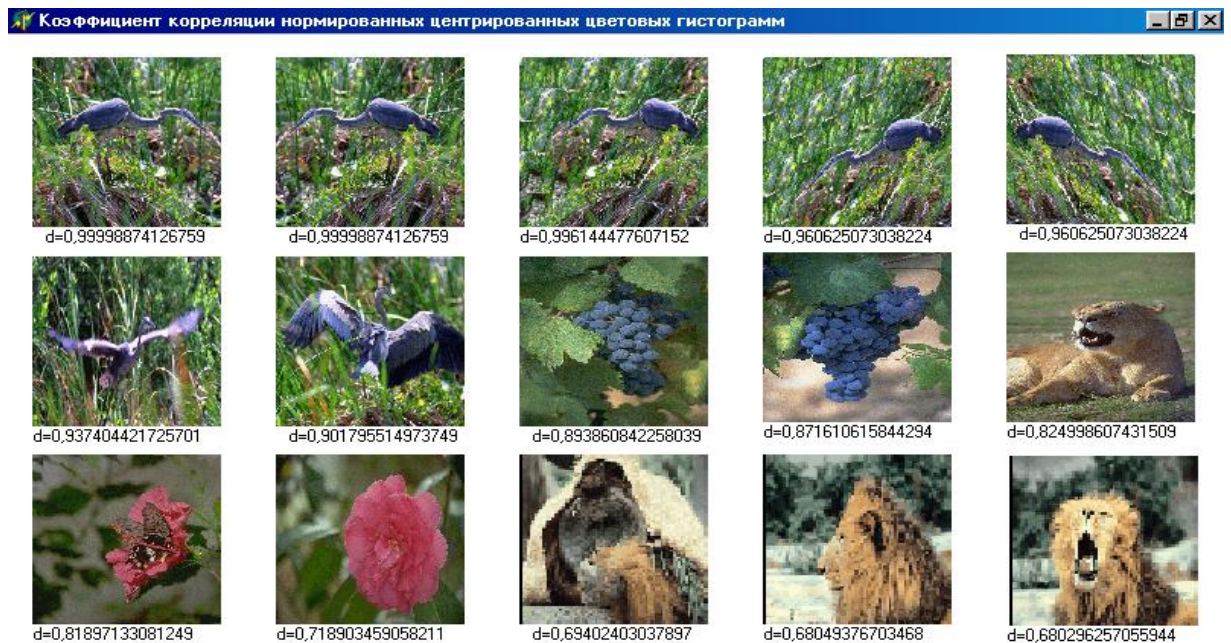 Коэффициент корреляции нормированных центрированных цветовых гистограмм
d=0,99998874126759
d=0,99998874126759
d=0,996144477607152
d=0,960625073038224
d=0,960625073038224
d=0,937404421725701
d=0,901795514973749
d=0,893860842258039
d=0,871610615844294
d=0,824998607431509
d=0,81897133081249
d=0,718903459058211
d=0,69402403037897
d=0,68049376703468
d=0,680296257055944